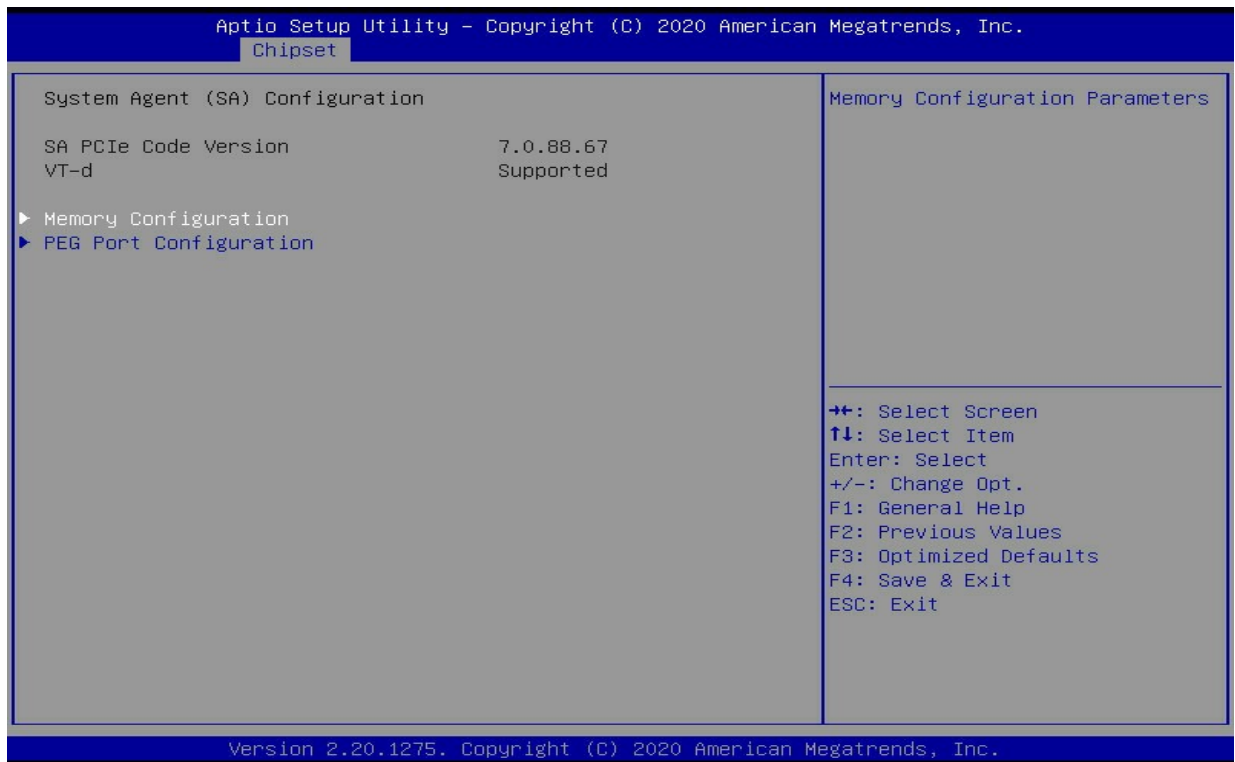 Aptio Setup Utility – Copyright (C) 2020 American Megatrends, Inc.
Chipset
System Agent (SA) Configuration
SA PCIe Code Version 7.0.88.67
VT-d Supported
▶ Memory Configuration
▶ PEG Port Configuration
Memory Configuration Parameters
→←: Select Screen
↑↓: Select Item
Enter: Select
+/-: Change Opt.
F1: General Help
F2: Previous Values
F3: Optimized Defaults
F4: Save & Exit
ESC: Exit
Version 2.20.1275. Copyright (C) 2020 American Megatrends, Inc.